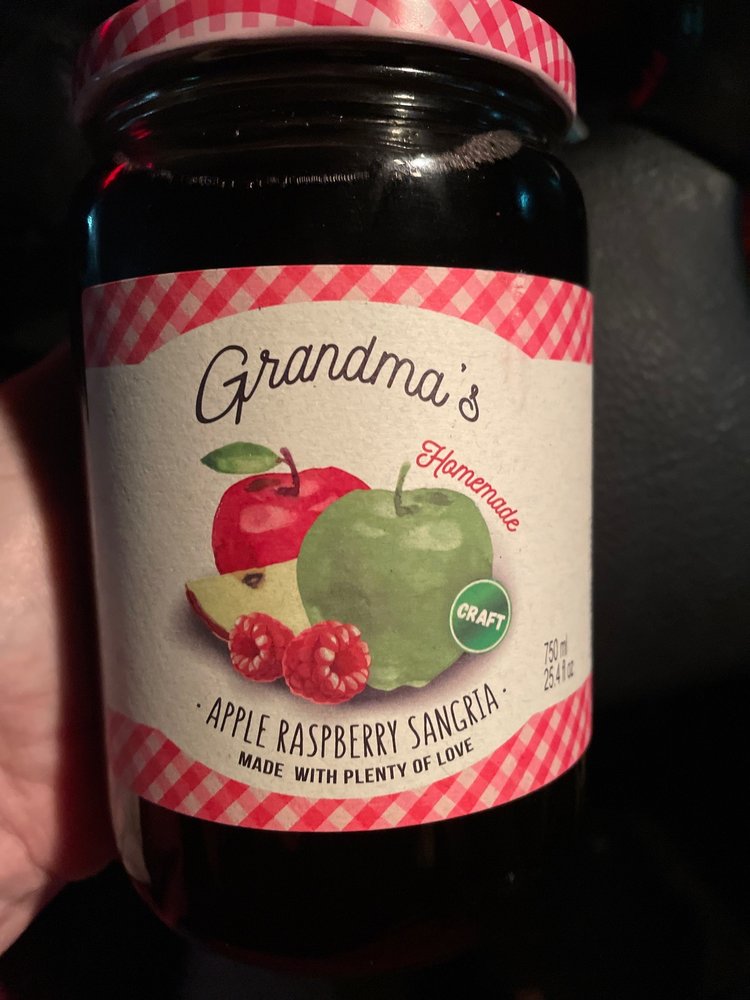 Grandma's
Homemade
CRAFT
750 ml
25.4 fl oz
· APPLE RASPBERRY SANGRIA ·
MADE WITH PLENTY OF LOVE